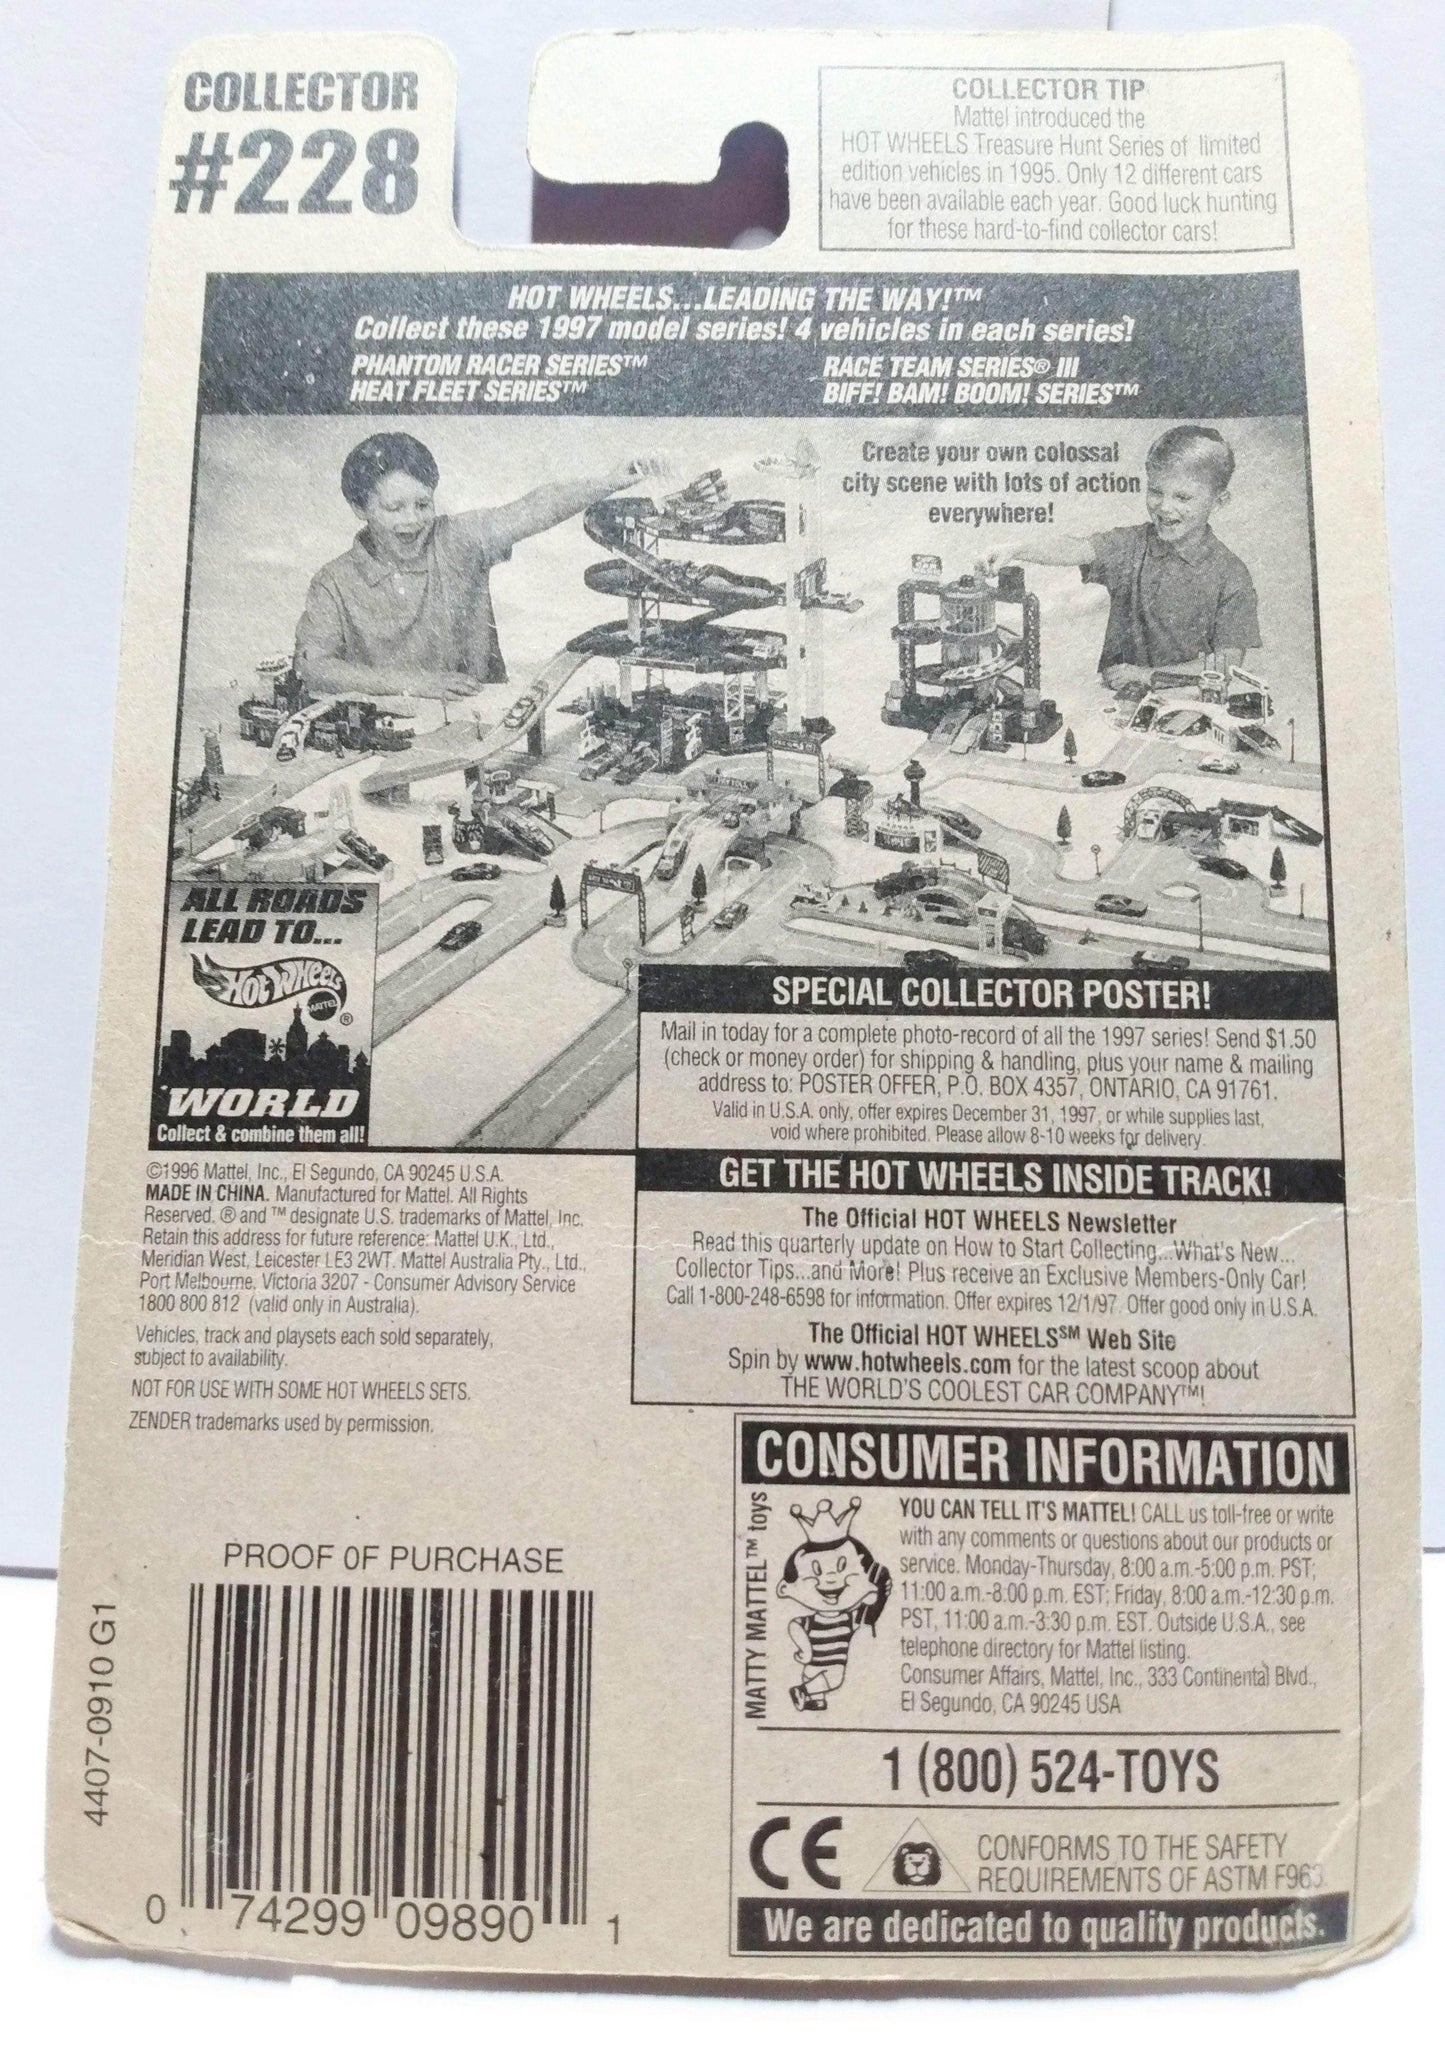 COLLECTOR
#228
COLLECTOR TIP
Mattel introduced the
HOT WHEELS Treasure Hunt Series of limited
edition vehicles in 1995. Only 12 different cars
have been available each year. Good luck hunting
for these hard-to-find collector cars!
HOT WHEELS...LEADING THE WAY!™
Collect these 1997 model series! 4 vehicles in each series!
PHANTOM RACER SERIES™
HEAT FLEET SERIES™
RACE TEAM SERIES® III
BIFF! BAM! BOOM! SERIES™
Create your own colossal
city scene with lots of action
everywhere!
ALL ROADS
LEAD TO...
HOT WHEELS
MATTEL
®
WORLD
Collect & combine them all!
SPECIAL COLLECTOR POSTER!
Mail in today for a complete photo-record of all the 1997 series! Send $1.50
(check or money order) for shipping & handling, plus your name & mailing
address to: POSTER OFFER, P.O. BOX 4357, ONTARIO, CA 91761.
Valid in U.S.A. only, offer expires December 31, 1997, or while supplies last,
void where prohibited. Please allow 8-10 weeks for delivery.
GET THE HOT WHEELS INSIDE TRACK!
The Official HOT WHEELS Newsletter
Read this quarterly update on How to Start Collecting...What's New...
Collector Tips...and More! Plus receive an Exclusive Members-Only Car!
Call 1-800-248-6598 for information. Offer expires 12/1/97. Offer good only in U.S.A.
The Official HOT WHEELS℠ Web Site
Spin by www.hotwheels.com for the latest scoop about
THE WORLD'S COOLEST CAR COMPANY™!
©1996 Mattel, Inc., El Segundo, CA 90245 U.S.A.
MADE IN CHINA. Manufactured for Mattel. All Rights
Reserved. ® and ™ designate U.S. trademarks of Mattel, Inc.
Retain this address for future reference: Mattel U.K., Ltd.,
Meridian West, Leicester LE3 2WT. Mattel Australia Pty., Ltd.,
Port Melbourne, Victoria 3207 - Consumer Advisory Service
1800 800 812 (valid only in Australia).
Vehicles, track and playsets each sold separately,
subject to availability.
NOT FOR USE WITH SOME HOT WHEELS SETS.
ZENDER trademarks used by permission.
PROOF OF PURCHASE
4407-0910 G1
0 74299 09890 1
CONSUMER INFORMATION
MATTY MATTEL™ toys
YOU CAN TELL IT'S MATTEL! CALL us toll-free or write
with any comments or questions about our products or
service. Monday-Thursday, 8:00 a.m.-5:00 p.m. PST;
11:00 a.m.-8:00 p.m. EST; Friday, 8:00 a.m.-12:30 p.m.
PST, 11:00 a.m.-3:30 p.m. EST. Outside U.S.A., see
telephone directory for Mattel listing.
Consumer Affairs, Mattel, Inc., 333 Continental Blvd.,
El Segundo, CA 90245 USA
1 (800) 524-TOYS
CE
CONFORMS TO THE SAFETY
REQUIREMENTS OF ASTM F963
We are dedicated to quality products.